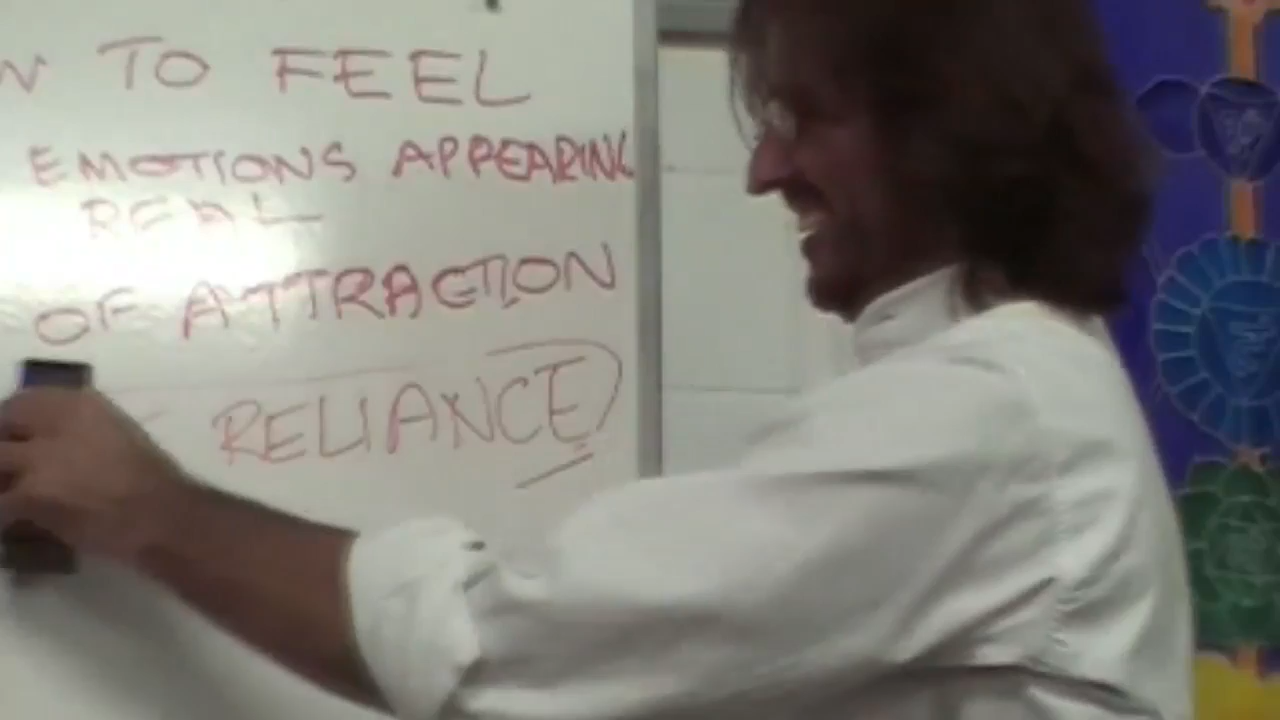 TO FEEL
EMOTIONS APPEARING
REAL
OF ATTRACTION
RELIANCE)